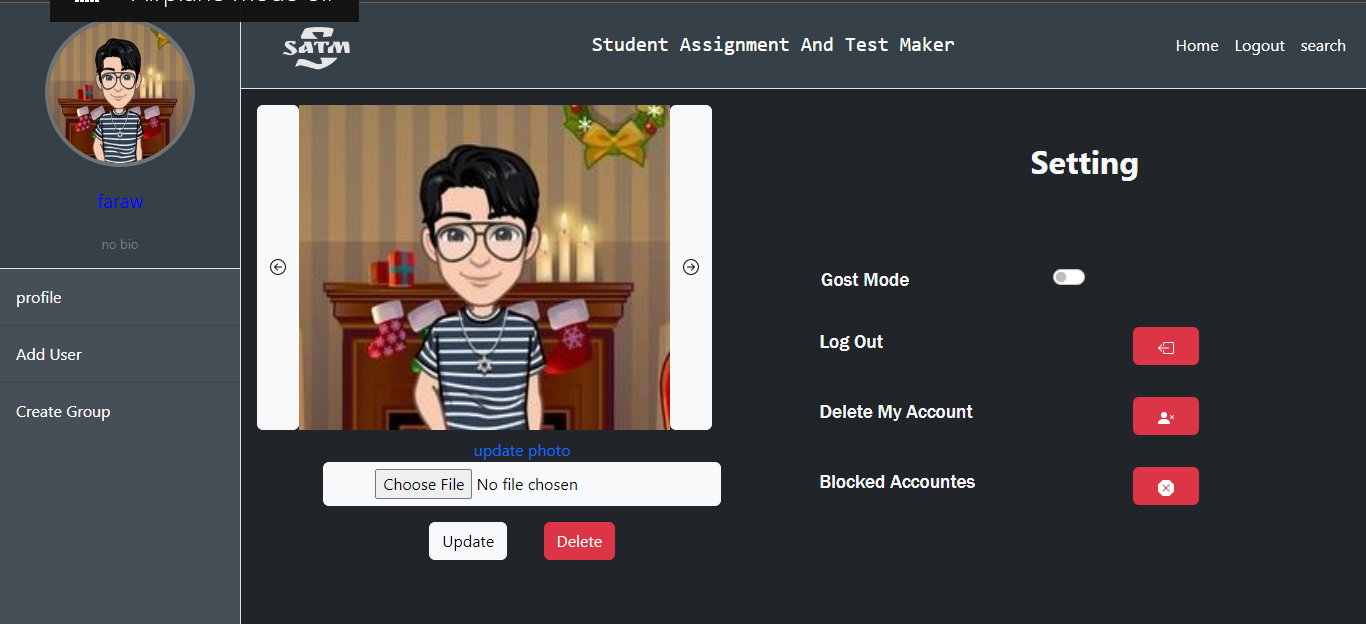 Airplane mode off
SATM
Student Assignment And Test Maker
Home Logout search
faraw
no bio
profile
Add User
Create Group
update photo
Choose File No file chosen
Update Delete
Setting
Gost Mode
Log Out
Delete My Account
Blocked Accountes